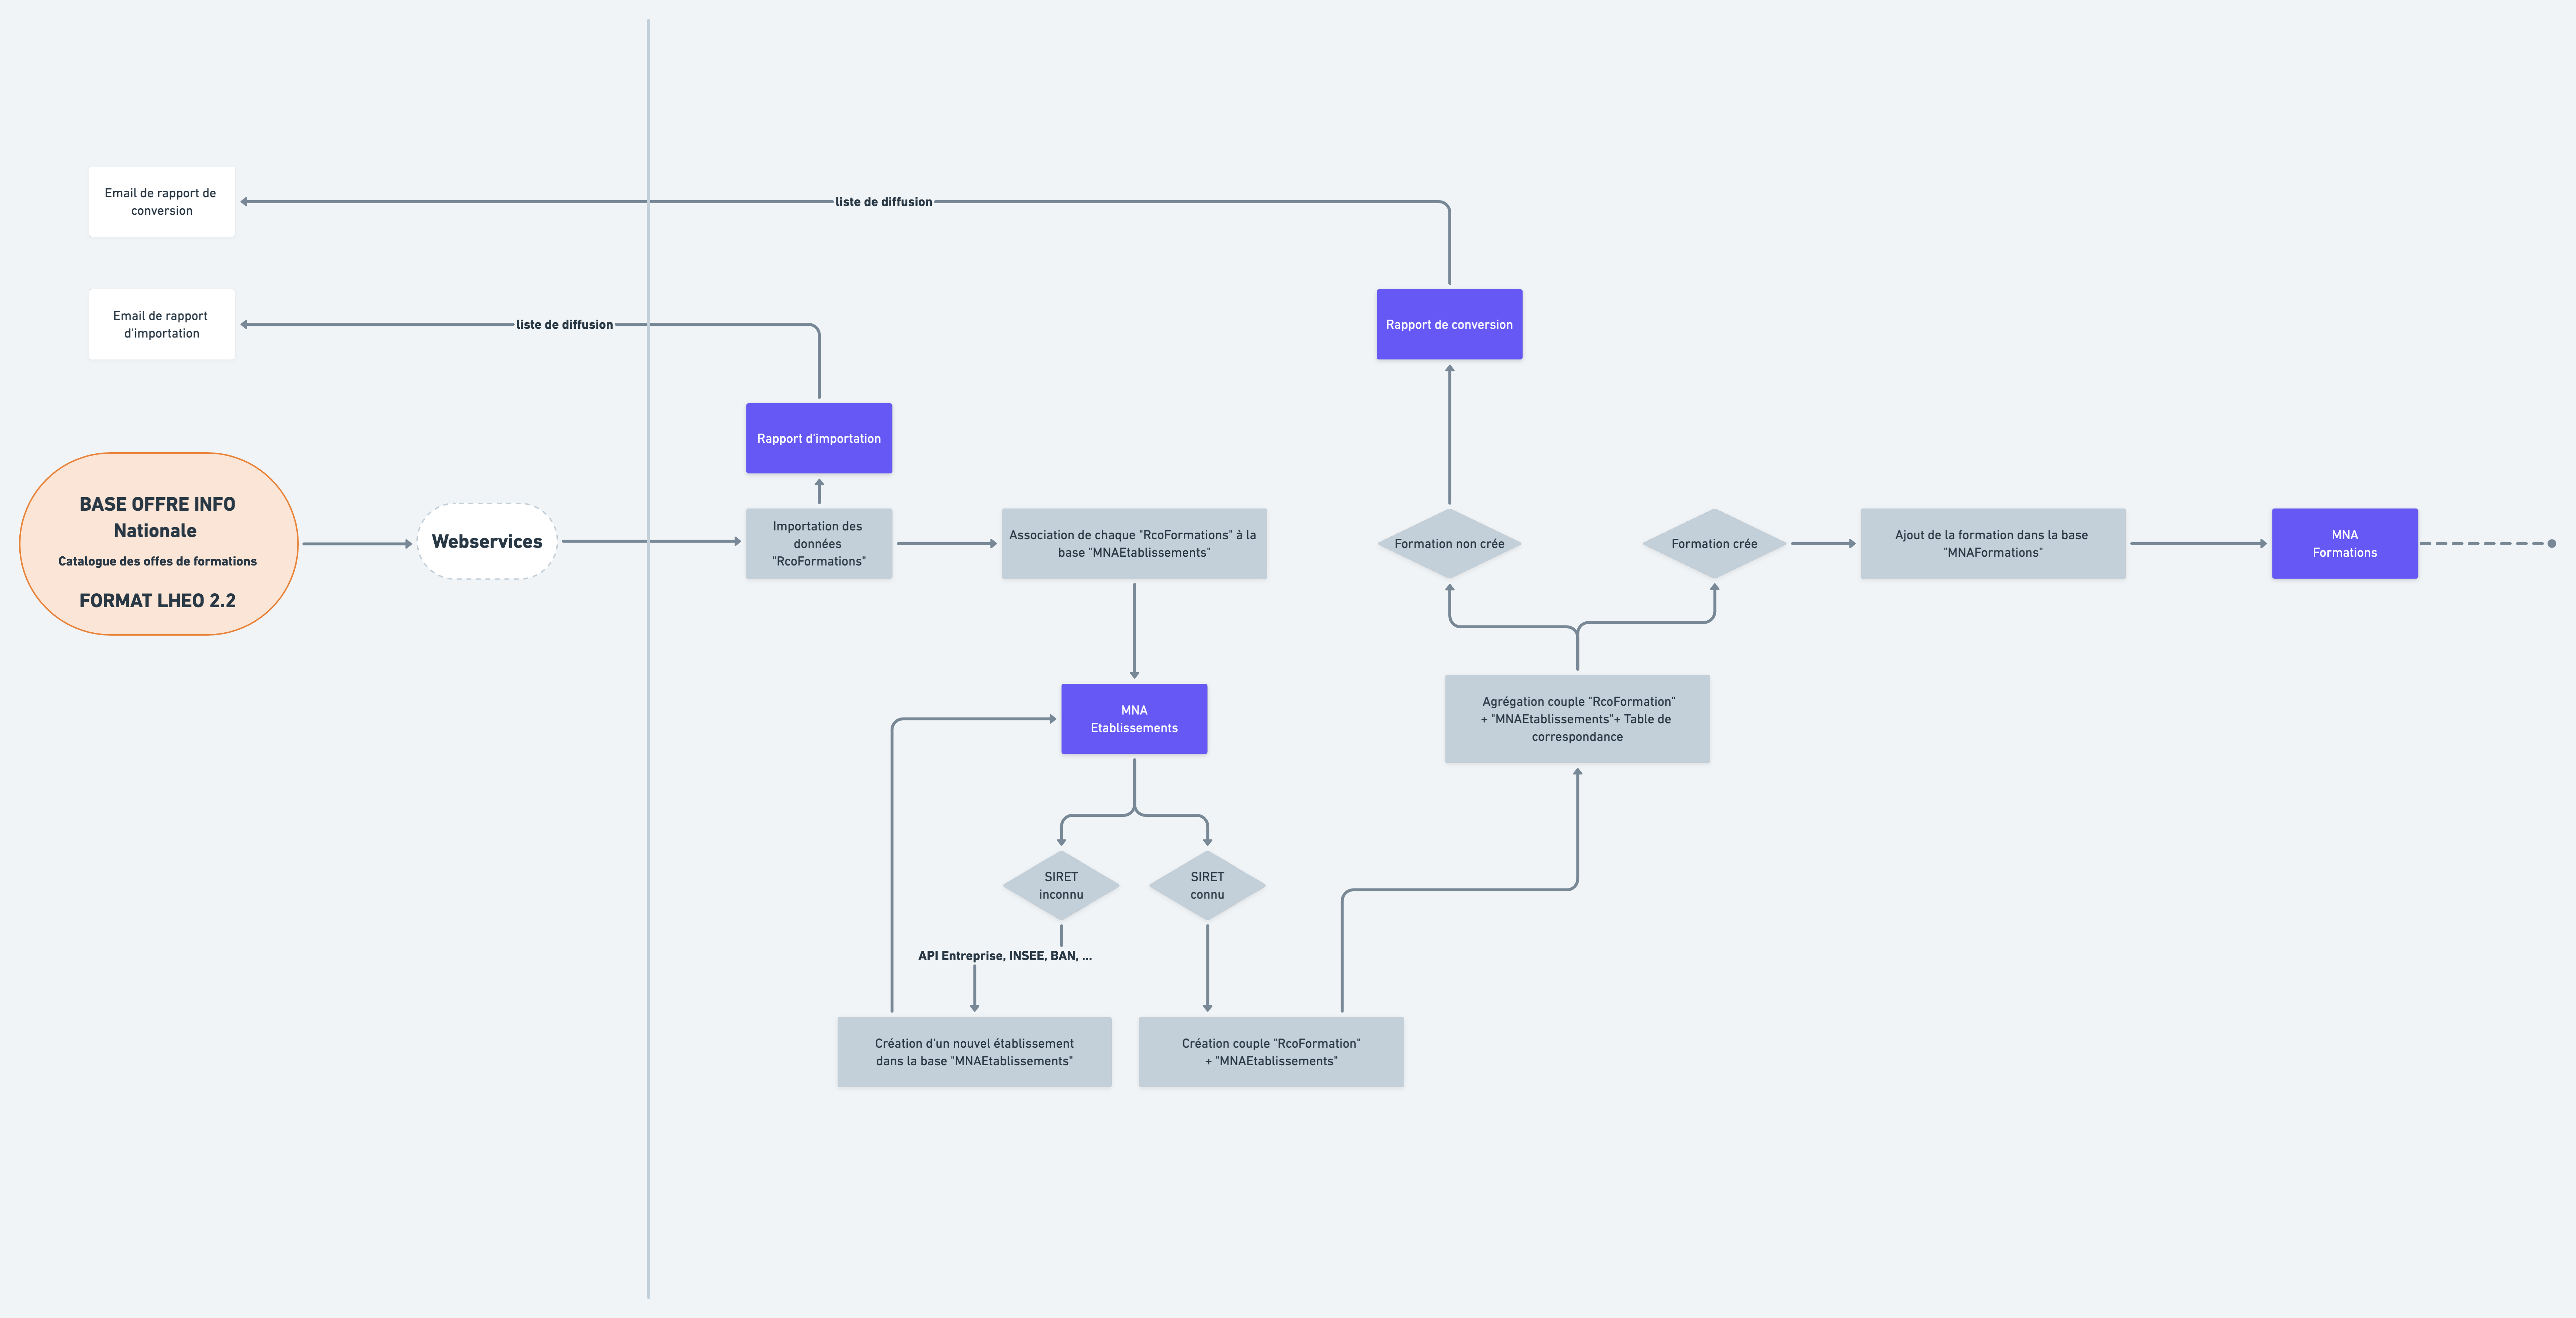 Email de rapport de
conversion
liste de diffusion
Email de rapport
d'importation
liste de diffusion
Rapport de conversion
Rapport d'importation
BASE OFFRE INFO
Nationale
Catalogue des offes de formations
FORMAT LHEO 2.2
Webservices
Importation des
données
"RcoFormations"
Association de chaque "RcoFormations" à la
base "MNAEtablissements"
Formation non crée
Formation crée
Ajout de la formation dans la base
"MNAFormations"
MNA
Formations
MNA
Etablissements
Agrégation couple "RcoFormation"
+ "MNAEtablissements"+ Table de
correspondance
SIRET
inconnu
SIRET
connu
API Entreprise, INSEE, BAN, ...
Création d'un nouvel établissement
dans la base "MNAEtablissements"
Création couple "RcoFormation"
+ "MNAEtablissements"